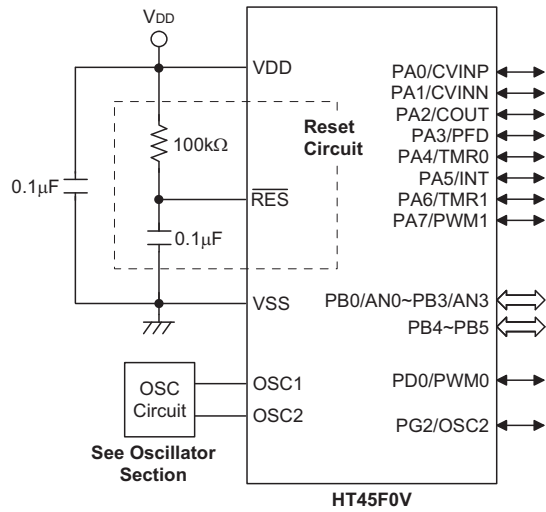 VDD
VDD
PA0/CVINP
PA1/CVINN
PA2/COUT
PA3/PFD
PA4/TMR0
PA5/INT
PA6/TMR1
PA7/PWM1
Reset
Circuit
100kΩ
0.1μF
RES
0.1μF
VSS
PB0/AN0~PB3/AN3
PB4~PB5
OSC
Circuit
OSC1
OSC2
PD0/PWM0
PG2/OSC2
See Oscillator
Section
HT45F0V